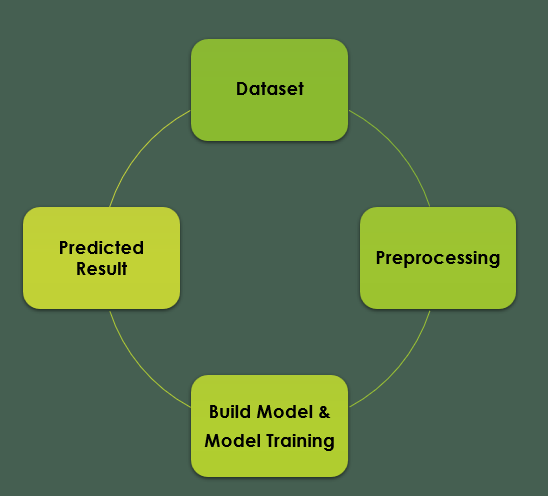 Dataset
Preprocessing
Build Model &
Model Training
Predicted
Result